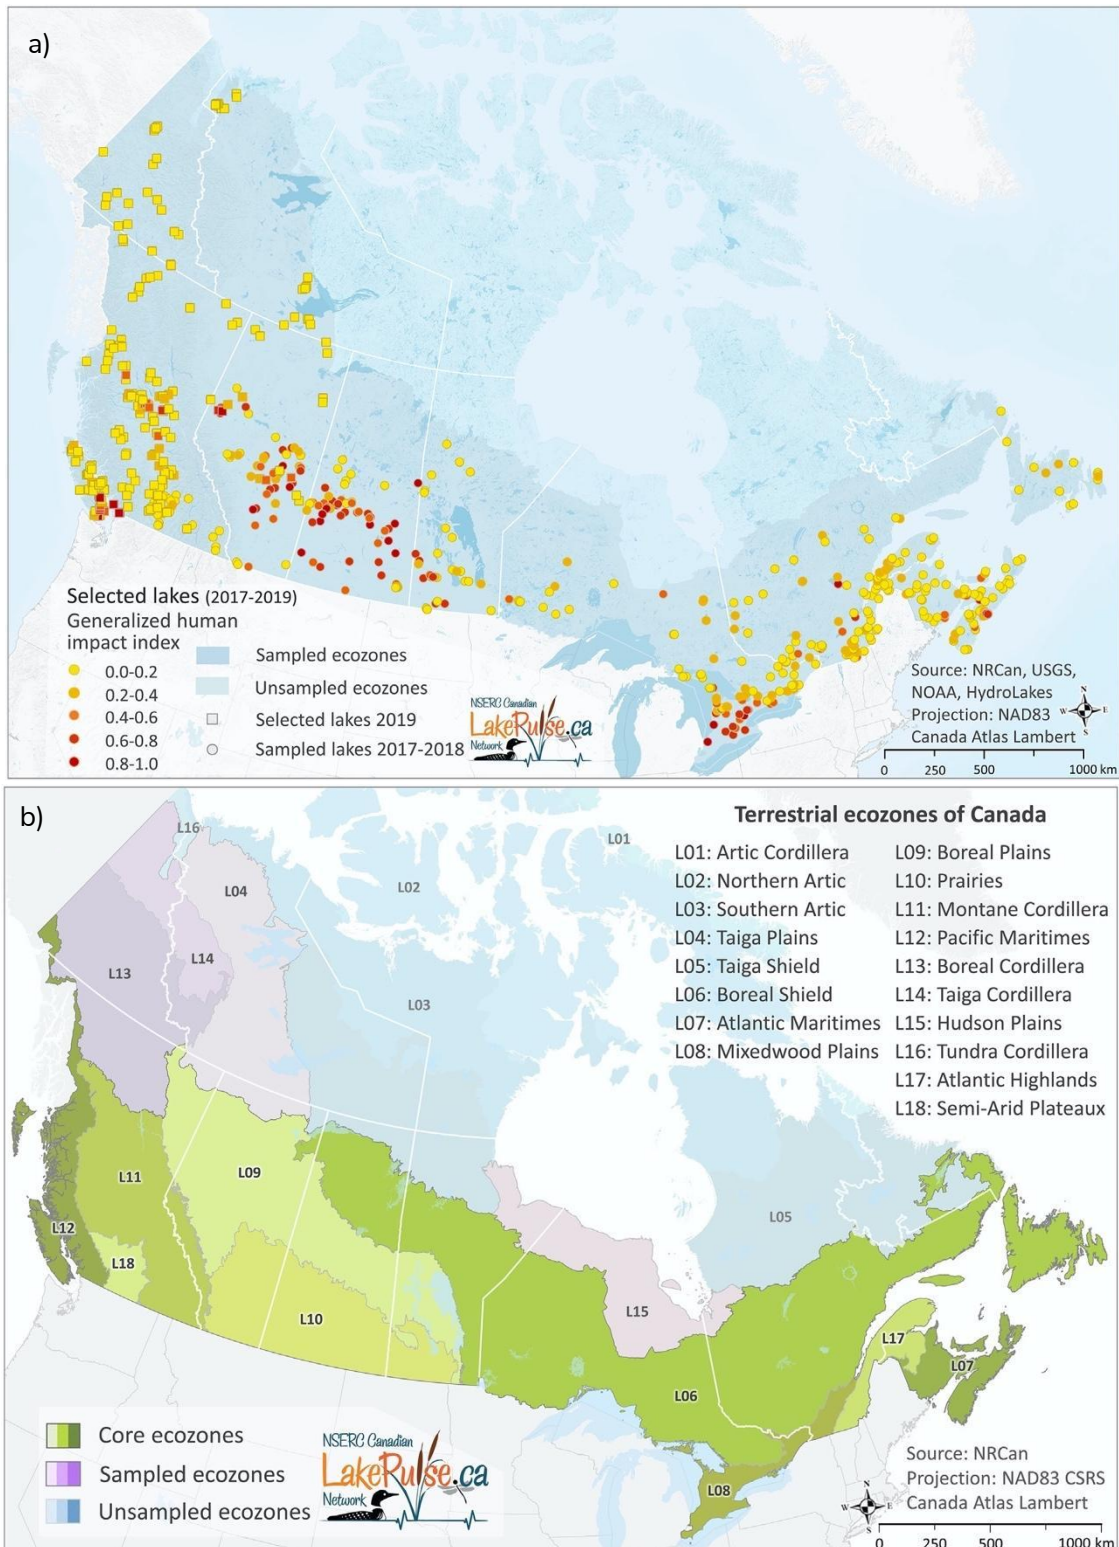 a)
Selected lakes (2017-2019)
Generalized human
impact index
0.0-0.2
0.2-0.4
0.4-0.6
0.6-0.8
0.8-1.0
Sampled ecozones
Unsampled ecozones
Selected lakes 2019
Sampled lakes 2017-2018
NSERC Canadian
LakePulse.ca
Network
Source: NRCan, USGS,
NOAA, HydroLakes
Projection: NAD83
Canada Atlas Lambert
N
W E
S
0 250 500 1000 km
b)
Terrestrial ecozones of Canada
L01: Artic Cordillera
L02: Northern Artic
L03: Southern Artic
L04: Taiga Plains
L05: Taiga Shield
L06: Boreal Shield
L07: Atlantic Maritimes
L08: Mixedwood Plains
L09: Boreal Plains
L10: Prairies
L11: Montane Cordillera
L12: Pacific Maritimes
L13: Boreal Cordillera
L14: Taiga Cordillera
L15: Hudson Plains
L16: Tundra Cordillera
L17: Atlantic Highlands
L18: Semi-Arid Plateaux
L16
L01
L04
L02
L14
L13
L03
L11
L09
L12
L05
L18
L10
L15
L17
L07
L06
L08
Core ecozones
Sampled ecozones
Unsampled ecozones
NSERC Canadian
LakePulse.ca
Network
Source: NRCan
Projection: NAD83 CSRS
Canada Atlas Lambert
N
W E
S
0 250 500 1000 km